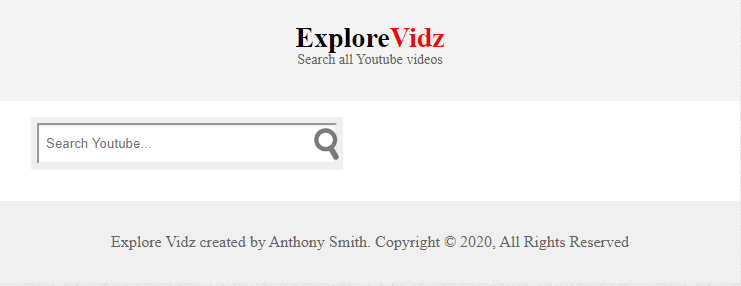 ExploreVidz
Search all Youtube videos
Search Youtube...
Explore Vidz created by Anthony Smith. Copyright © 2020, All Rights Reserved